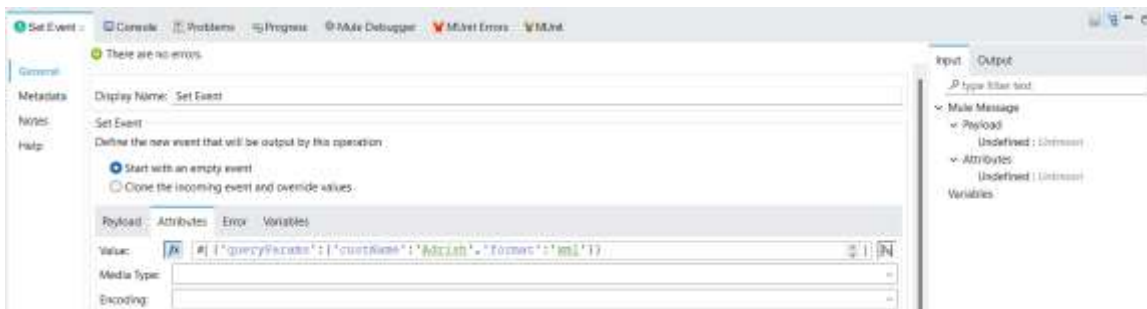 Set Event Console Problems Progress Mule Debugger MUnit Errors MUnit
There are no errors.
General
Metadata
Notes
Help
Display Name: Set Event
Set Event
Define the new event that will be output by this operation
Start with an empty event
Clone the incoming event and override values
Payload Attributes Error Variables
Value: fx #[ {'queryParams':{'custName':'Adrish','format':'xml'}}
Media Type:
Encoding:
Input Output
type filter text
Mule Message
Payload
Undefined : Unknown
Attributes
Undefined : Unknown
Variables